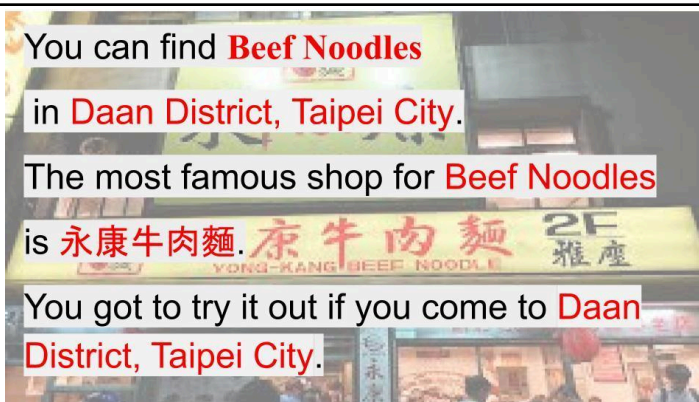 You can find Beef Noodles
in Daan District, Taipei City.
The most famous shop for Beef Noodles
is 永康牛肉麵.
康牛肉麵 2F
雅座
YONG-KANG BEEF NOODLE
You got to try it out if you come to Daan
District, Taipei City.
永康